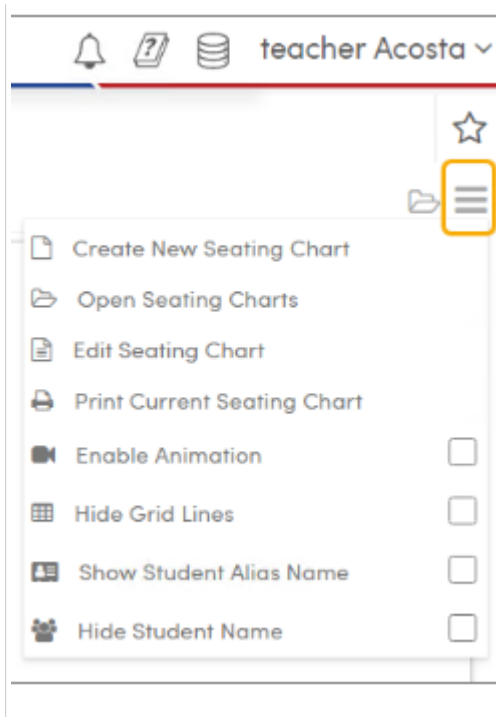 teacher Acosta
Create New Seating Chart
Open Seating Charts
Edit Seating Chart
Print Current Seating Chart
Enable Animation
Hide Grid Lines
Show Student Alias Name
Hide Student Name